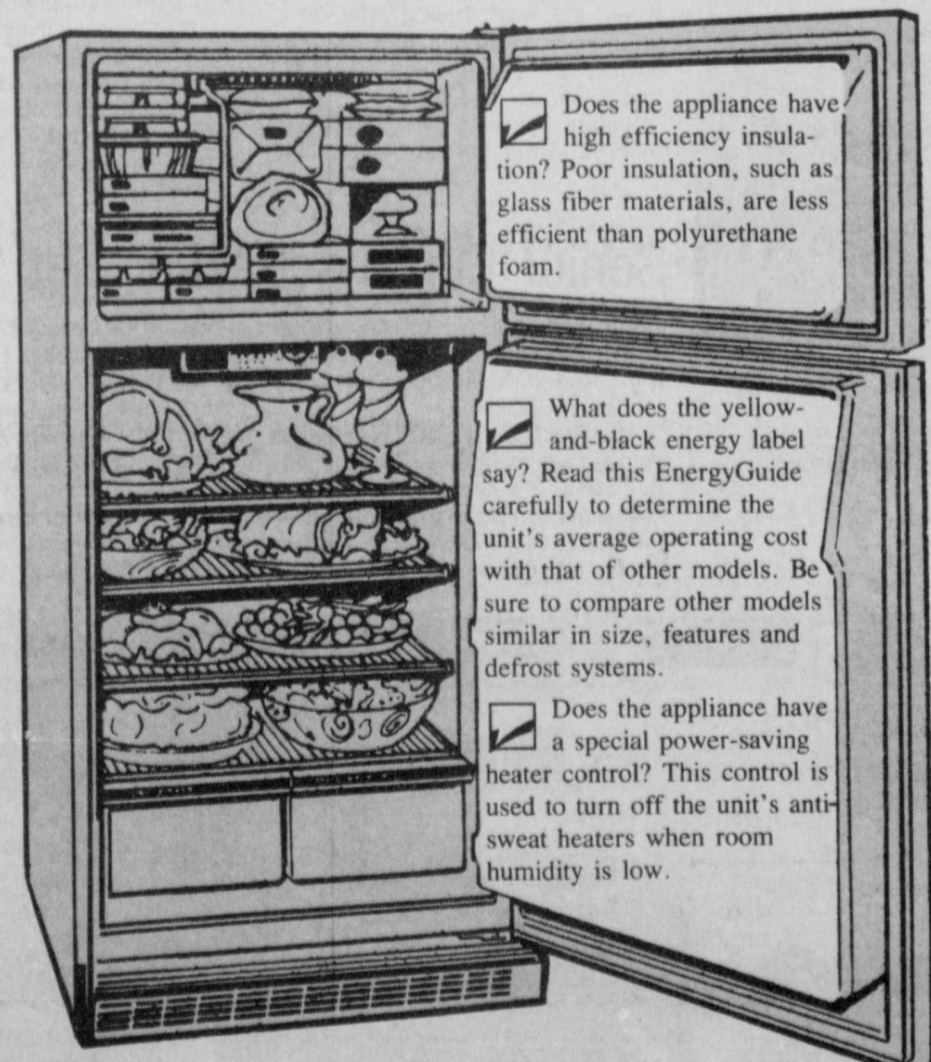 Does the appliance have
high efficiency insula-
tion? Poor insulation, such as
glass fiber materials, are less
efficient than polyurethane
foam.
What does the yellow-
and-black energy label
say? Read this EnergyGuide
carefully to determine the
unit's average operating cost
with that of other models. Be
sure to compare other models
similar in size, features and
defrost systems.
Does the appliance have
a special power-saving
heater control? This control is
used to turn off the unit's anti-
sweat heaters when room
humidity is low.